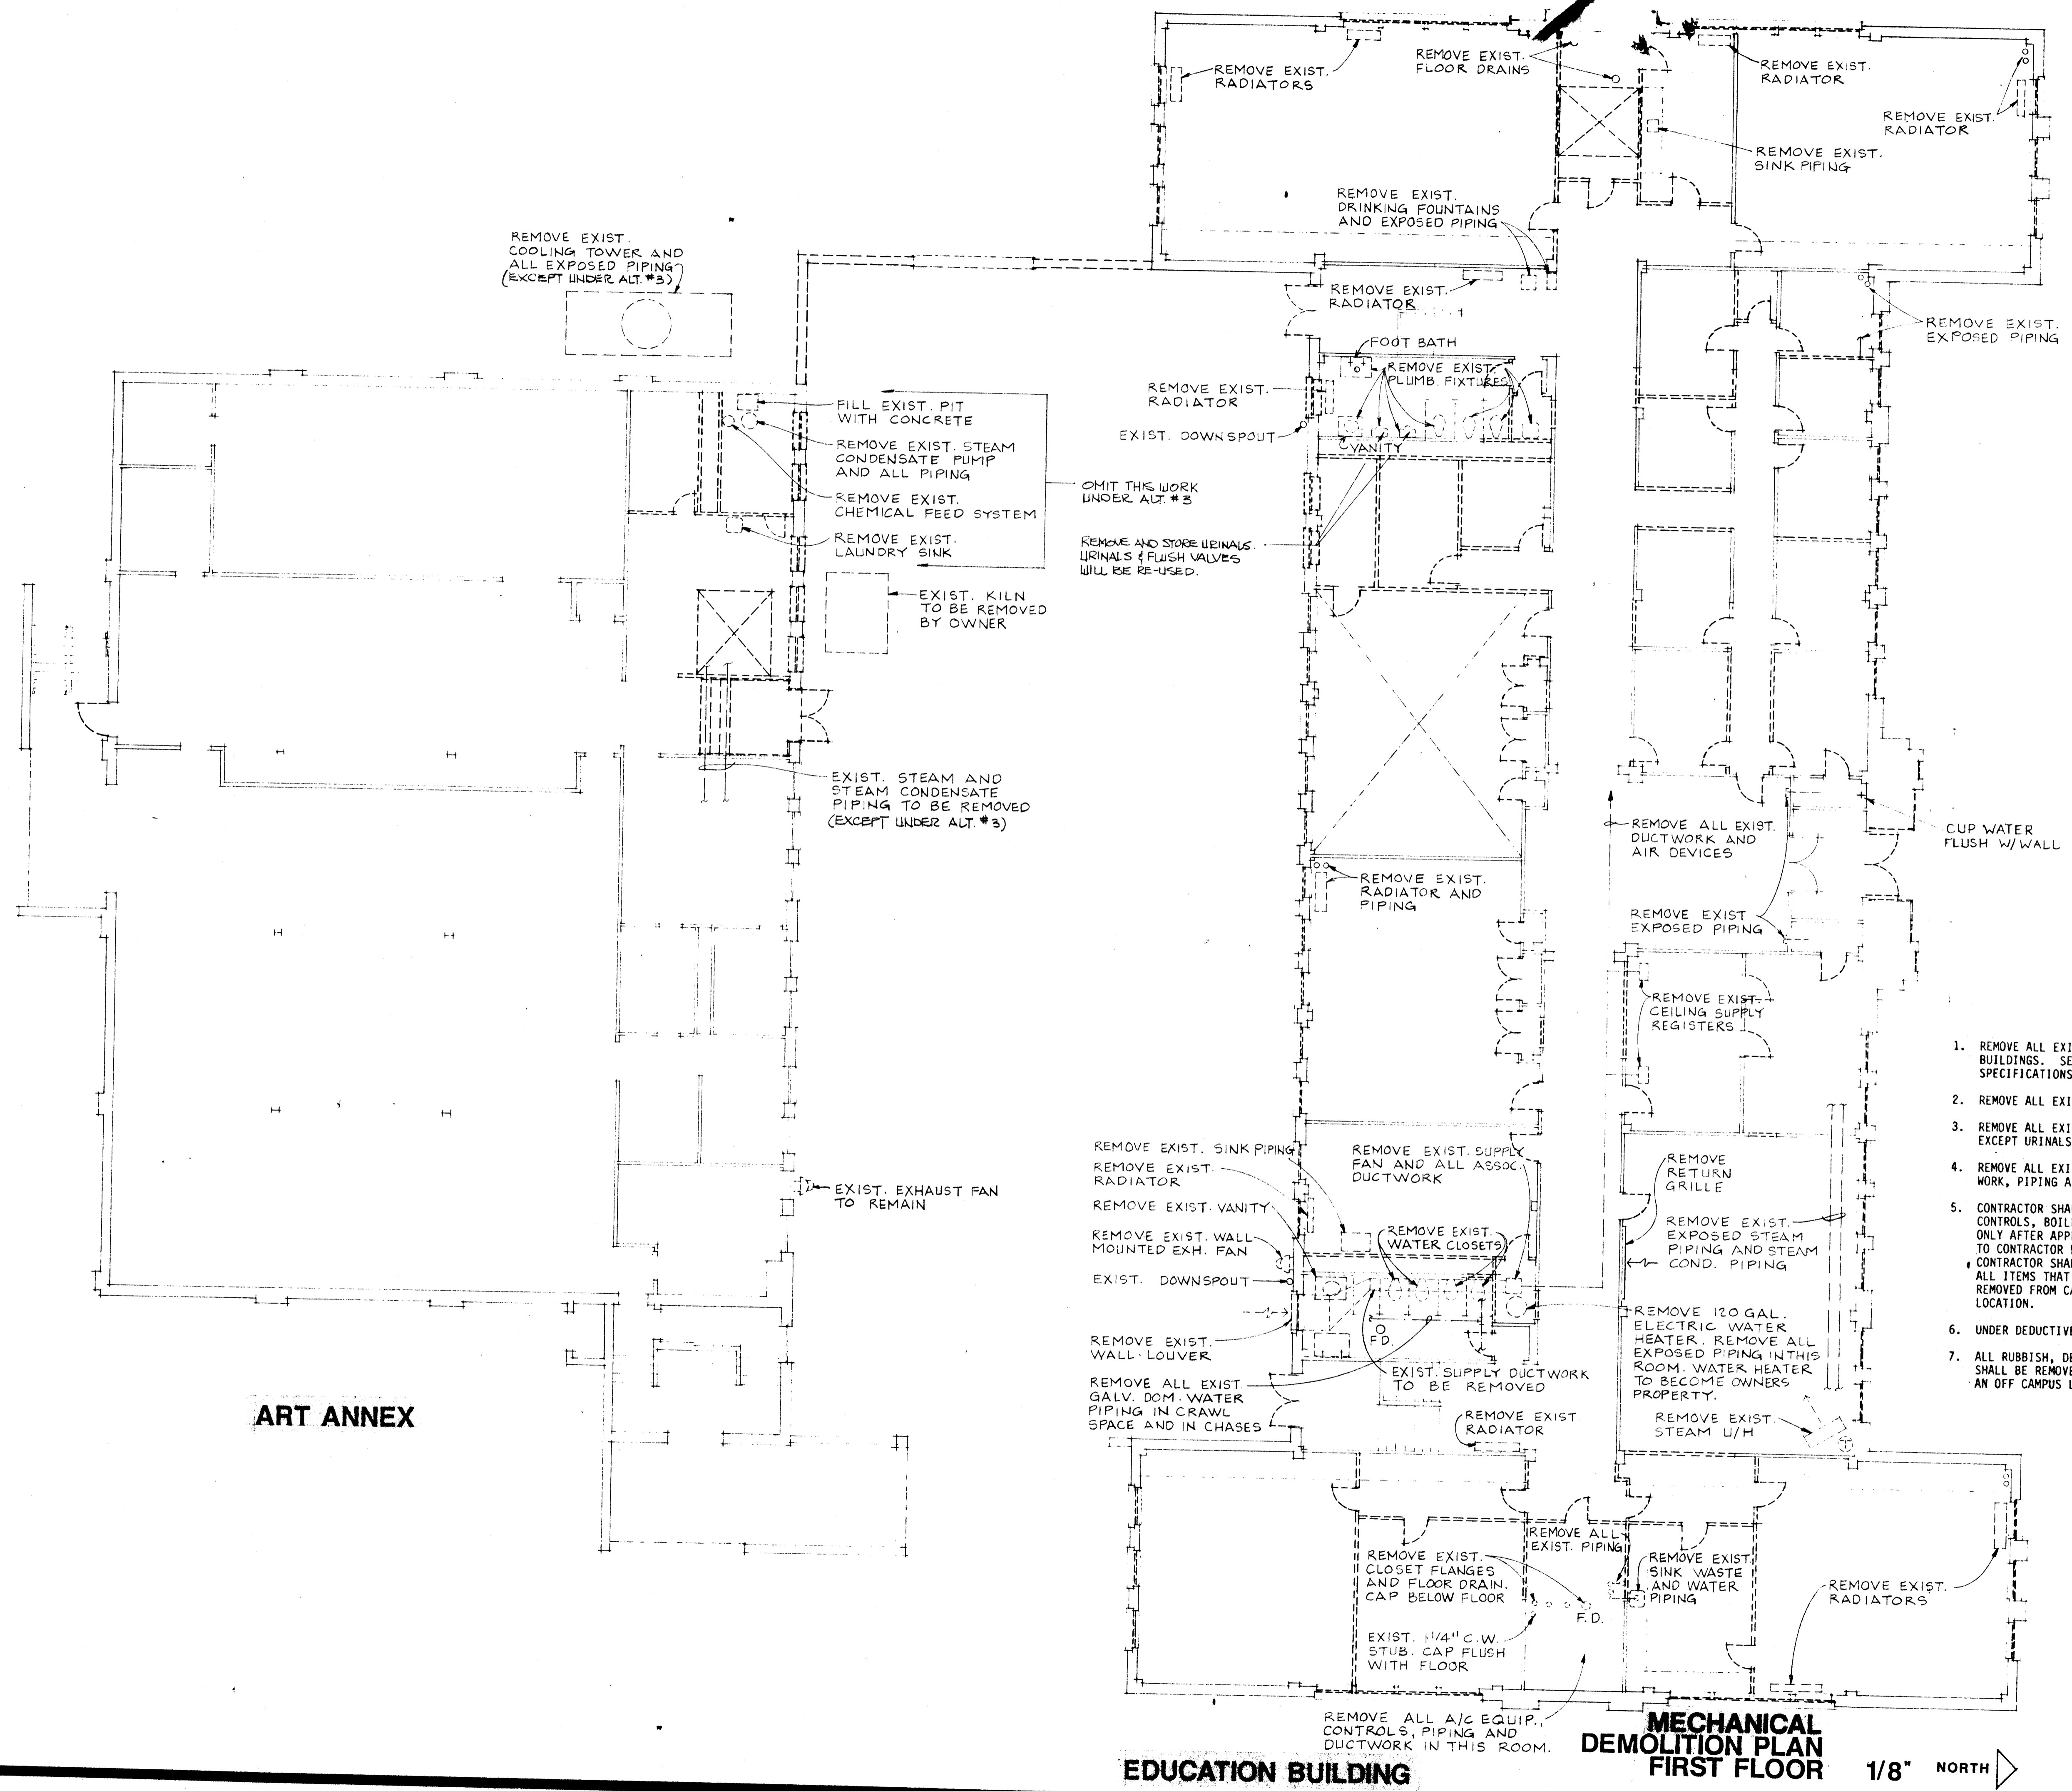 REMOVE EXIST.
RADIATORS
REMOVE EXIST.
FLOOR DRAINS
REMOVE EXIST.
RADIATOR
REMOVE EXIST.
RADIATOR
REMOVE EXIST.
SINK PIPING
REMOVE EXIST.
DRINKING FOUNTAINS
AND EXPOSED PIPING
REMOVE EXIST.
COOLING TOWER AND
ALL EXPOSED PIPING
(EXCEPT UNDER ALT. #3)
REMOVE EXIST.
RADIATOR
REMOVE EXIST.
EXPOSED PIPING
FOOT BATH
REMOVE EXIST.
PLUMB. FIXTURES
REMOVE EXIST.
RADIATOR
EXIST. DOWNSPOUT
VANITY
FILL EXIST. PIT
WITH CONCRETE
REMOVE EXIST. STEAM
CONDENSATE PUMP
AND ALL PIPING
REMOVE EXIST.
CHEMICAL FEED SYSTEM
REMOVE EXIST.
LAUNDRY SINK
OMIT THIS WORK
UNDER ALT. #3
REMOVE AND STORE URINALS.
URINALS & FLUSH VALVES
WILL BE RE-USED.
EXIST. KILN
TO BE REMOVED
BY OWNER
EXIST. STEAM AND
STEAM CONDENSATE
PIPING TO BE REMOVED
(EXCEPT UNDER ALT. #3)
REMOVE ALL EXIST.
DUCTWORK AND
AIR DEVICES
CUP WATER
FLUSH W/WALL
REMOVE EXIST.
RADIATOR AND
PIPING
REMOVE EXIST
EXPOSED PIPING
REMOVE EXIST.
CEILING SUPPLY
REGISTERS
1. REMOVE ALL EXI
BUILDINGS. SE
SPECIFICATIONS
2. REMOVE ALL EXI
3. REMOVE ALL EXI
EXCEPT URINALS
4. REMOVE ALL EXI
WORK, PIPING A
5. CONTRACTOR SHA
CONTROLS, BOIL
ONLY AFTER APP
TO CONTRACTOR
CONTRACTOR SHA
ALL ITEMS THAT
REMOVED FROM CA
LOCATION.
6. UNDER DEDUCTIVE
7. ALL RUBBISH, DE
SHALL BE REMOVE
AN OFF CAMPUS L
REMOVE EXIST. SINK PIPING
REMOVE EXIST.
RADIATOR
REMOVE EXIST. VANITY
REMOVE EXIST. WALL
MOUNTED EXH. FAN
EXIST. DOWNSPOUT
REMOVE EXIST.
WALL LOUVER
REMOVE ALL EXIST.
GALV. DOM. WATER
PIPING IN CRAWL
SPACE AND IN CHASES
REMOVE EXIST. SUPPLY
FAN AND ALL ASSOC.
DUCTWORK
REMOVE EXIST.
WATER CLOSETS
F.D.
EXIST. SUPPLY DUCTWORK
TO BE REMOVED
REMOVE EXIST.
RADIATOR
REMOVE
RETURN
GRILLE
REMOVE EXIST.
EXPOSED STEAM
PIPING AND STEAM
COND. PIPING
REMOVE 120 GAL.
ELECTRIC WATER
HEATER. REMOVE ALL
EXPOSED PIPING IN THIS
ROOM. WATER HEATER
TO BECOME OWNERS
PROPERTY.
REMOVE EXIST.
STEAM U/H
EXIST. EXHAUST FAN
TO REMAIN
ART ANNEX
REMOVE ALL
EXIST. PIPING
REMOVE EXIST.
CLOSET FLANGES
AND FLOOR DRAIN.
CAP BELOW FLOOR
F.D.
REMOVE EXIST.
SINK WASTE
AND WATER
PIPING
REMOVE EXIST.
RADIATORS
EXIST. 1 1/4" C.W.
STUB. CAP FLUSH
WITH FLOOR
REMOVE ALL A/C EQUIP.,
CONTROLS, PIPING AND
DUCTWORK IN THIS ROOM.
EDUCATION BUILDING
MECHANICAL
DEMOLITION PLAN
FIRST FLOOR
1/8"
NORTH